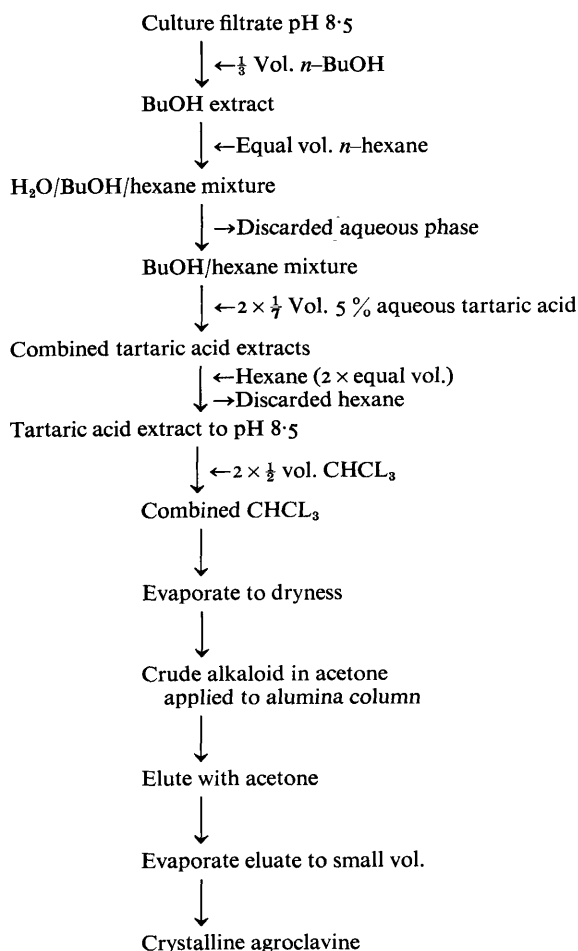 Culture filtrate pH 8·5
←⅓ Vol. n–BuOH
BuOH extract
←Equal vol. n–hexane
H₂O/BuOH/hexane mixture
→Discarded aqueous phase
BuOH/hexane mixture
←2 × ⅐ Vol. 5 % aqueous tartaric acid
Combined tartaric acid extracts
←Hexane (2 × equal vol.)
→Discarded hexane
Tartaric acid extract to pH 8·5
←2 × ½ vol. CHCL₃
Combined CHCL₃
Evaporate to dryness
Crude alkaloid in acetone
applied to alumina column
Elute with acetone
Evaporate eluate to small vol.
Crystalline agroclavine